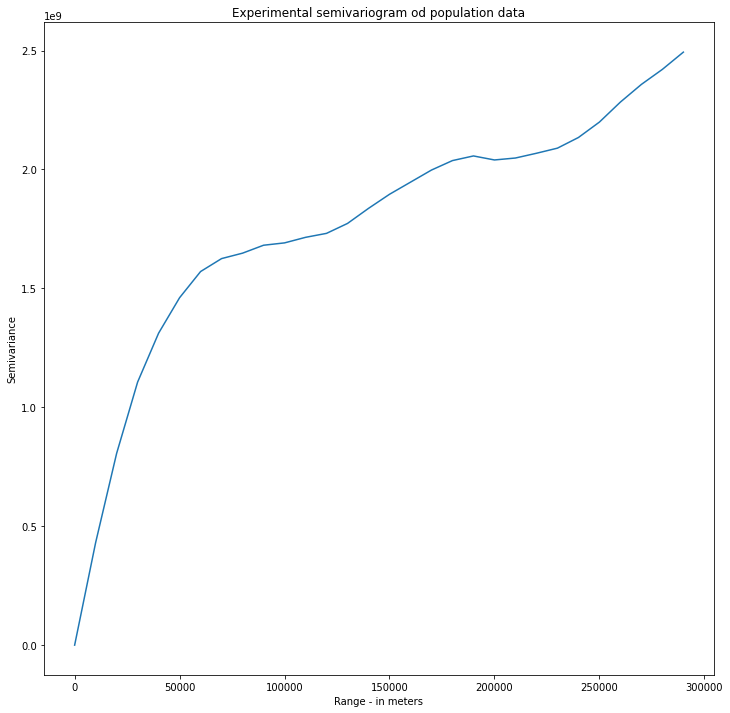 Experimental semivariogram od population data
1e9
2.5
2.0
1.5
1.0
0.5
0.0
Semivariance
0 50000 100000 150000 200000 250000 300000
Range - in meters